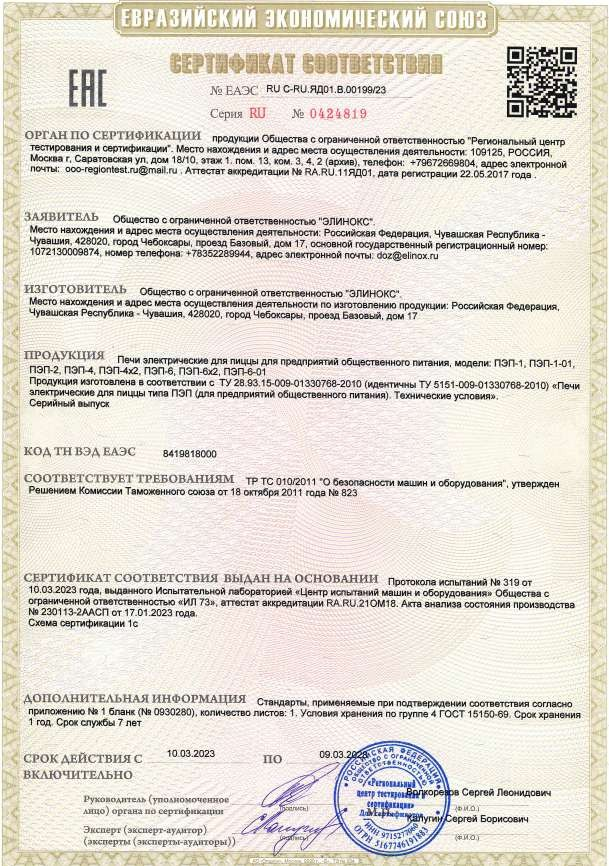 ЕВРАЗИЙСКИЙ ЭКОНОМИЧЕСКИЙ СОЮЗ
ЕАС
СЕРТИФИКАТ СООТВЕТСТВИЯ
№ ЕАЭС RU C-RU.ЯД01.В.00199/23
Серия RU № 0424819
ОРГАН ПО СЕРТИФИКАЦИИ продукции Общества с ограниченной ответственностью "Региональный центр
тестирования и сертификации". Место нахождения и адрес места осуществления деятельности: 109125, РОССИЯ,
Москва г, Саратовская ул, дом 18/10, этаж 1. пом. 13, ком. 3, 4, 2 (архив), телефон: +79672669804, адрес электронной
почты: ooo-regiontest.ru@mail.ru . Аттестат аккредитации № RA.RU.11ЯД01, дата регистрации 22.05.2017 года .
ЗАЯВИТЕЛЬ Общество с ограниченной ответственностью "ЭЛИНОКС".
Место нахождения и адрес места осуществления деятельности: Российская Федерация, Чувашская Республика -
Чувашия, 428020, город Чебоксары, проезд Базовый, дом 17, основной государственный регистрационный номер:
1072130009874, номер телефона: +78352289944, адрес электронной почты: doz@elinox.ru
ИЗГОТОВИТЕЛЬ Общество с ограниченной ответственностью "ЭЛИНОКС".
Место нахождения и адрес места осуществления деятельности по изготовлению продукции: Российская Федерация,
Чувашская Республика - Чувашия, 428020, город Чебоксары, проезд Базовый, дом 17
ПРОДУКЦИЯ Печи электрические для пиццы для предприятий общественного питания, модели: ПЭП-1, ПЭП-1-01,
ПЭП-2, ПЭП-4, ПЭП-4х2, ПЭП-6, ПЭП-6х2, ПЭП-6-01
Продукция изготовлена в соответствии с ТУ 28.93.15-009-01330768-2010 (идентичны ТУ 5151-009-01330768-2010) «Печи
электрические для пиццы типа ПЭП (для предприятий общественного питания). Технические условия».
Серийный выпуск
КОД ТН ВЭД ЕАЭС 8419818000
СООТВЕТСТВУЕТ ТРЕБОВАНИЯМ ТР ТС 010/2011 "О безопасности машин и оборудования", утвержден
Решением Комиссии Таможенного союза от 18 октября 2011 года № 823
СЕРТИФИКАТ СООТВЕТСТВИЯ ВЫДАН НА ОСНОВАНИИ Протокола испытаний № 319 от
10.03.2023 года, выданного Испытательной лабораторией «Центр испытаний машин и оборудования» Общества с
ограниченной ответственностью «ИЛ 73», аттестат аккредитации RA.RU.21ОМ18. Акта анализа состояния производства
№ 230113-2ААСП от 17.01.2023 года.
Схема сертификации 1с
ДОПОЛНИТЕЛЬНАЯ ИНФОРМАЦИЯ Стандарты, применяемые при подтверждении соответствия согласно
приложению № 1 бланк (№ 0930280), количество листов: 1. Условия хранения по группе 4 ГОСТ 15150-69. Срок хранения
1 год. Срок службы 7 лет
СРОК ДЕЙСТВИЯ С 10.03.2023 ПО 09.03.2028
ВКЛЮЧИТЕЛЬНО
РОССИЙСКАЯ ФЕДЕРАЦИЯ
ОБЩЕСТВО С ОГРАНИЧЕННОЙ
ОТВЕТСТВЕННОСТЬЮ
«Региональный
центр тестирования и
сертификации»
Для сертификатов
М.П.
ИНН 9715277060
ОГРН 5167746191883
Руководитель (уполномоченное
лицо) органа по сертификации
(подпись)
Волкорезов Сергей Леонидович
(Ф.И.О.)
Эксперт (эксперт-аудитор)
(эксперты (эксперты-аудиторы))
(подпись)
Калугин Сергей Борисович
(Ф.И.О.)